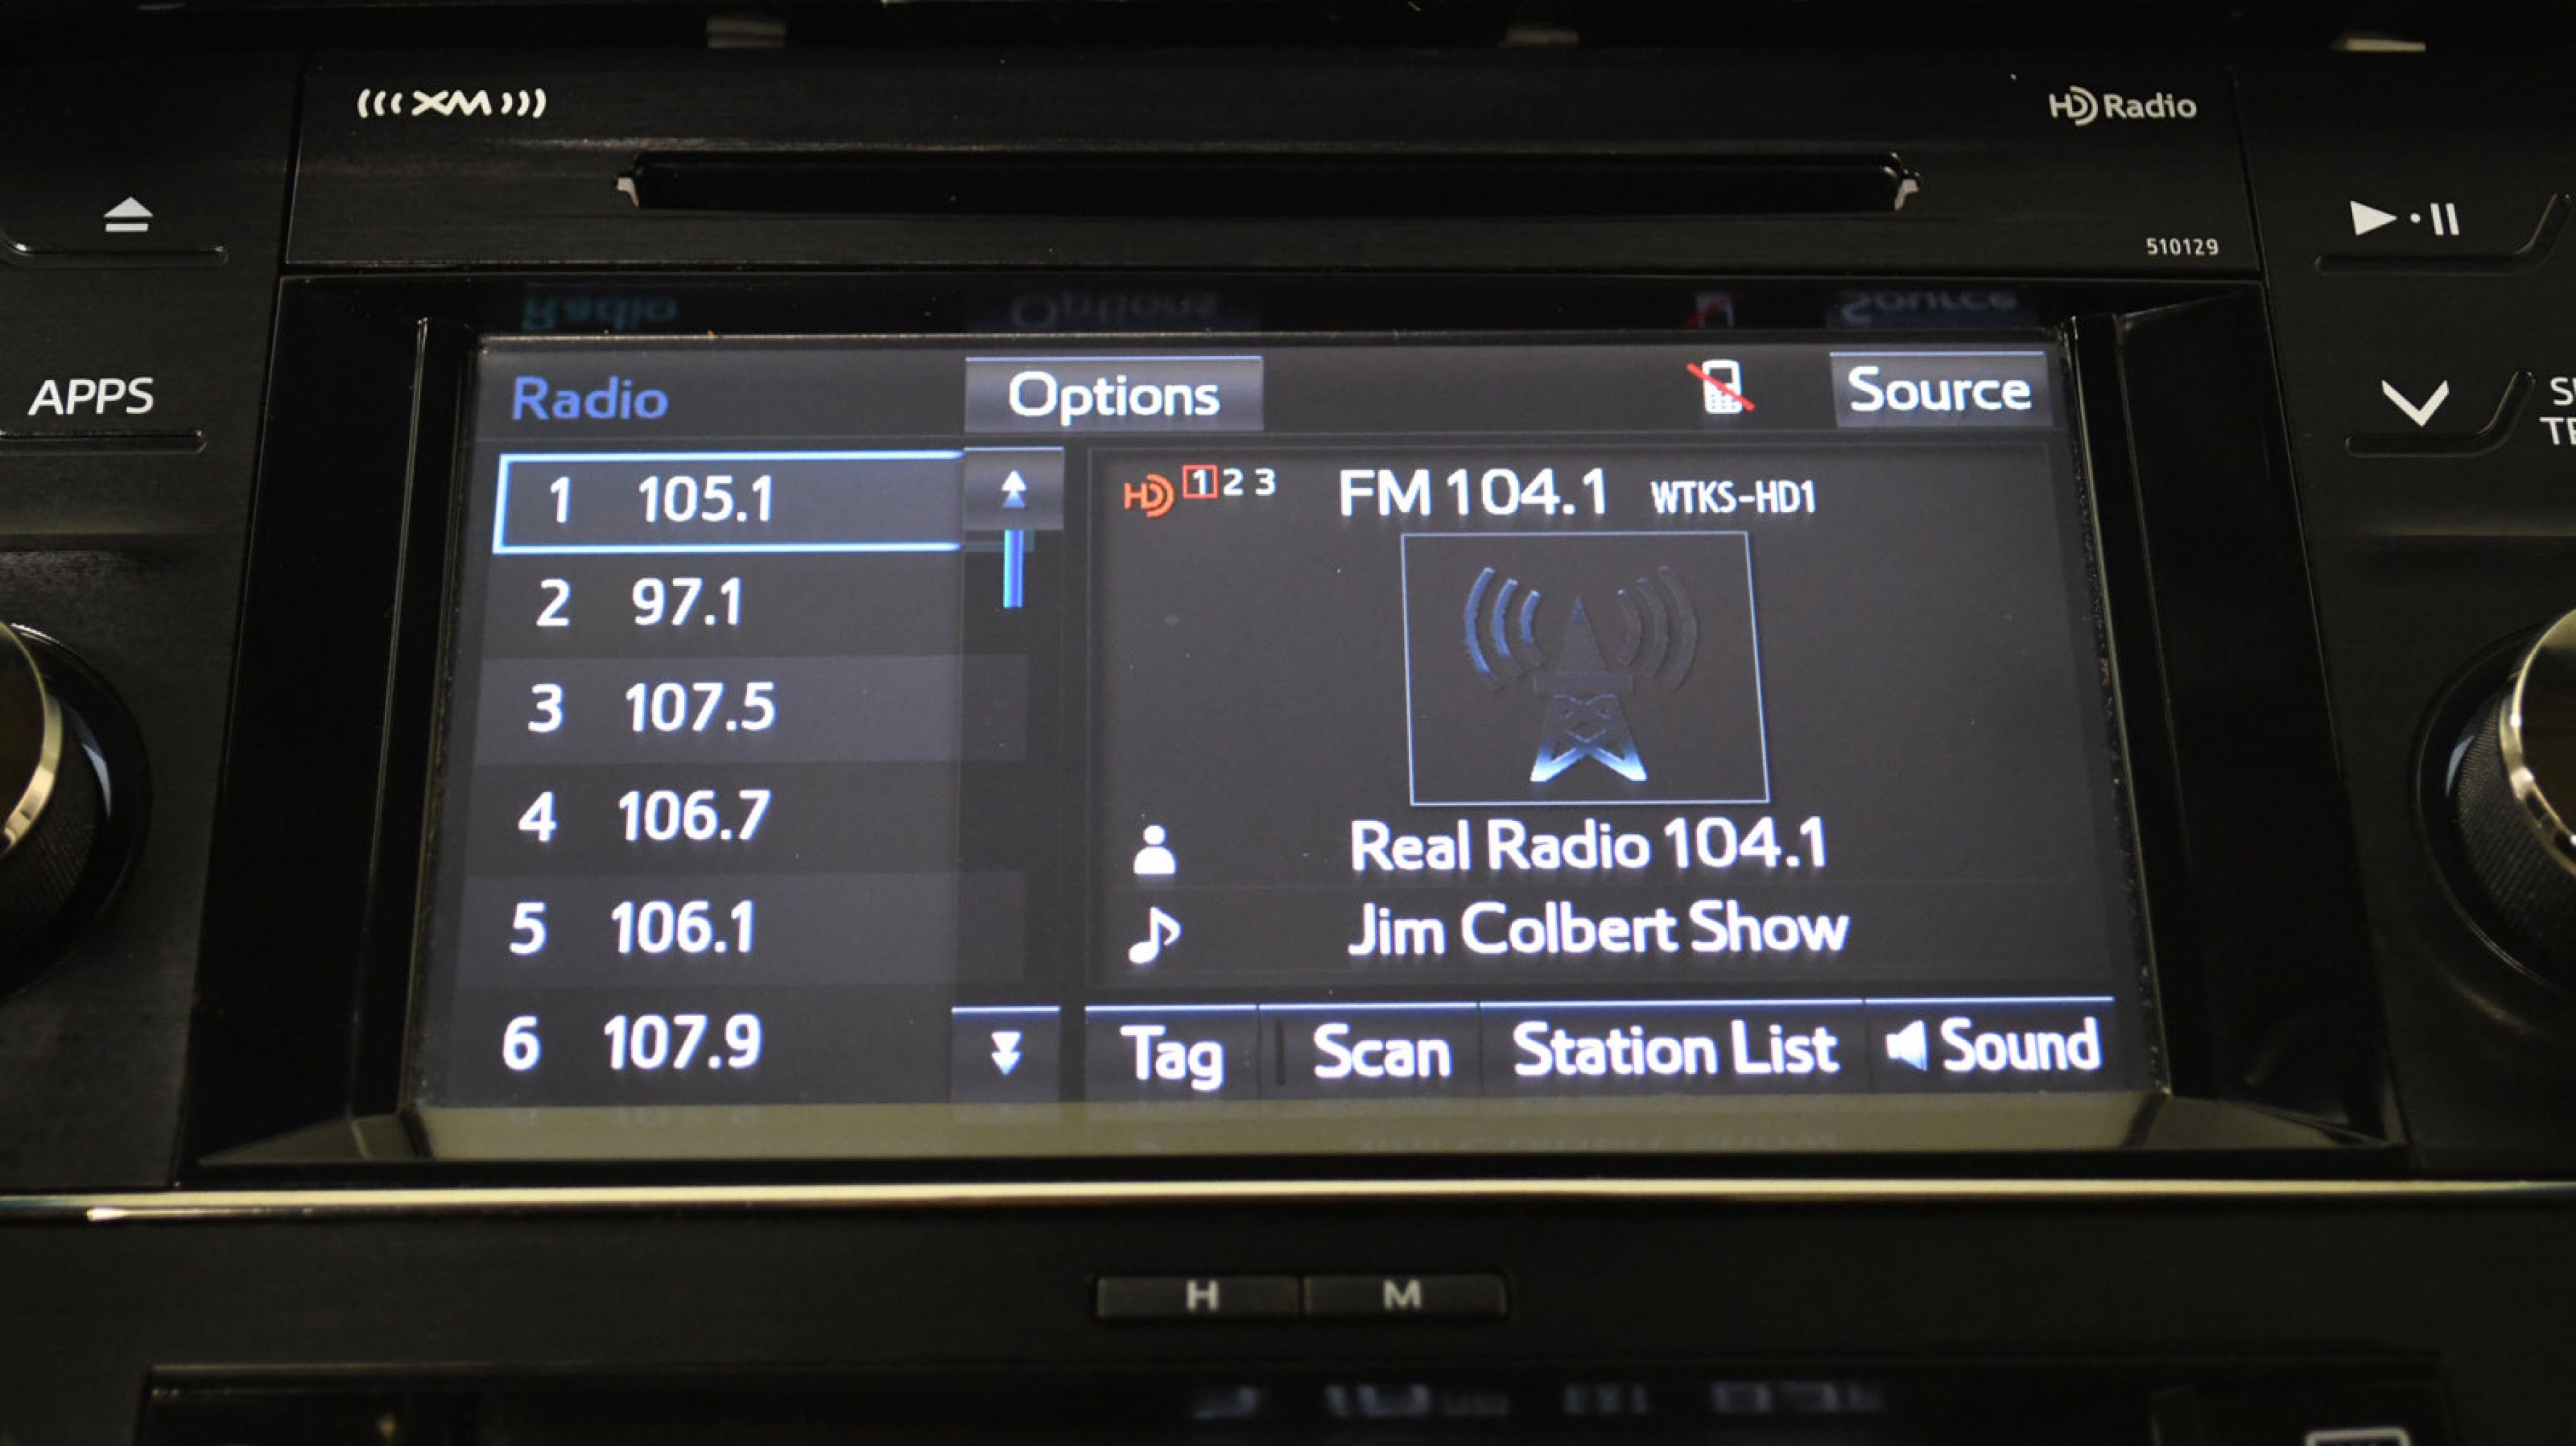 XM
HD Radio
510129
APPS
Radio
Options
Source
1 105.1
2 97.1
3 107.5
4 106.7
5 106.1
6 107.9
HD 1 2 3 FM 104.1 WTKS-HD1
Real Radio 104.1
Jim Colbert Show
Tag
Scan
Station List
Sound
H
M